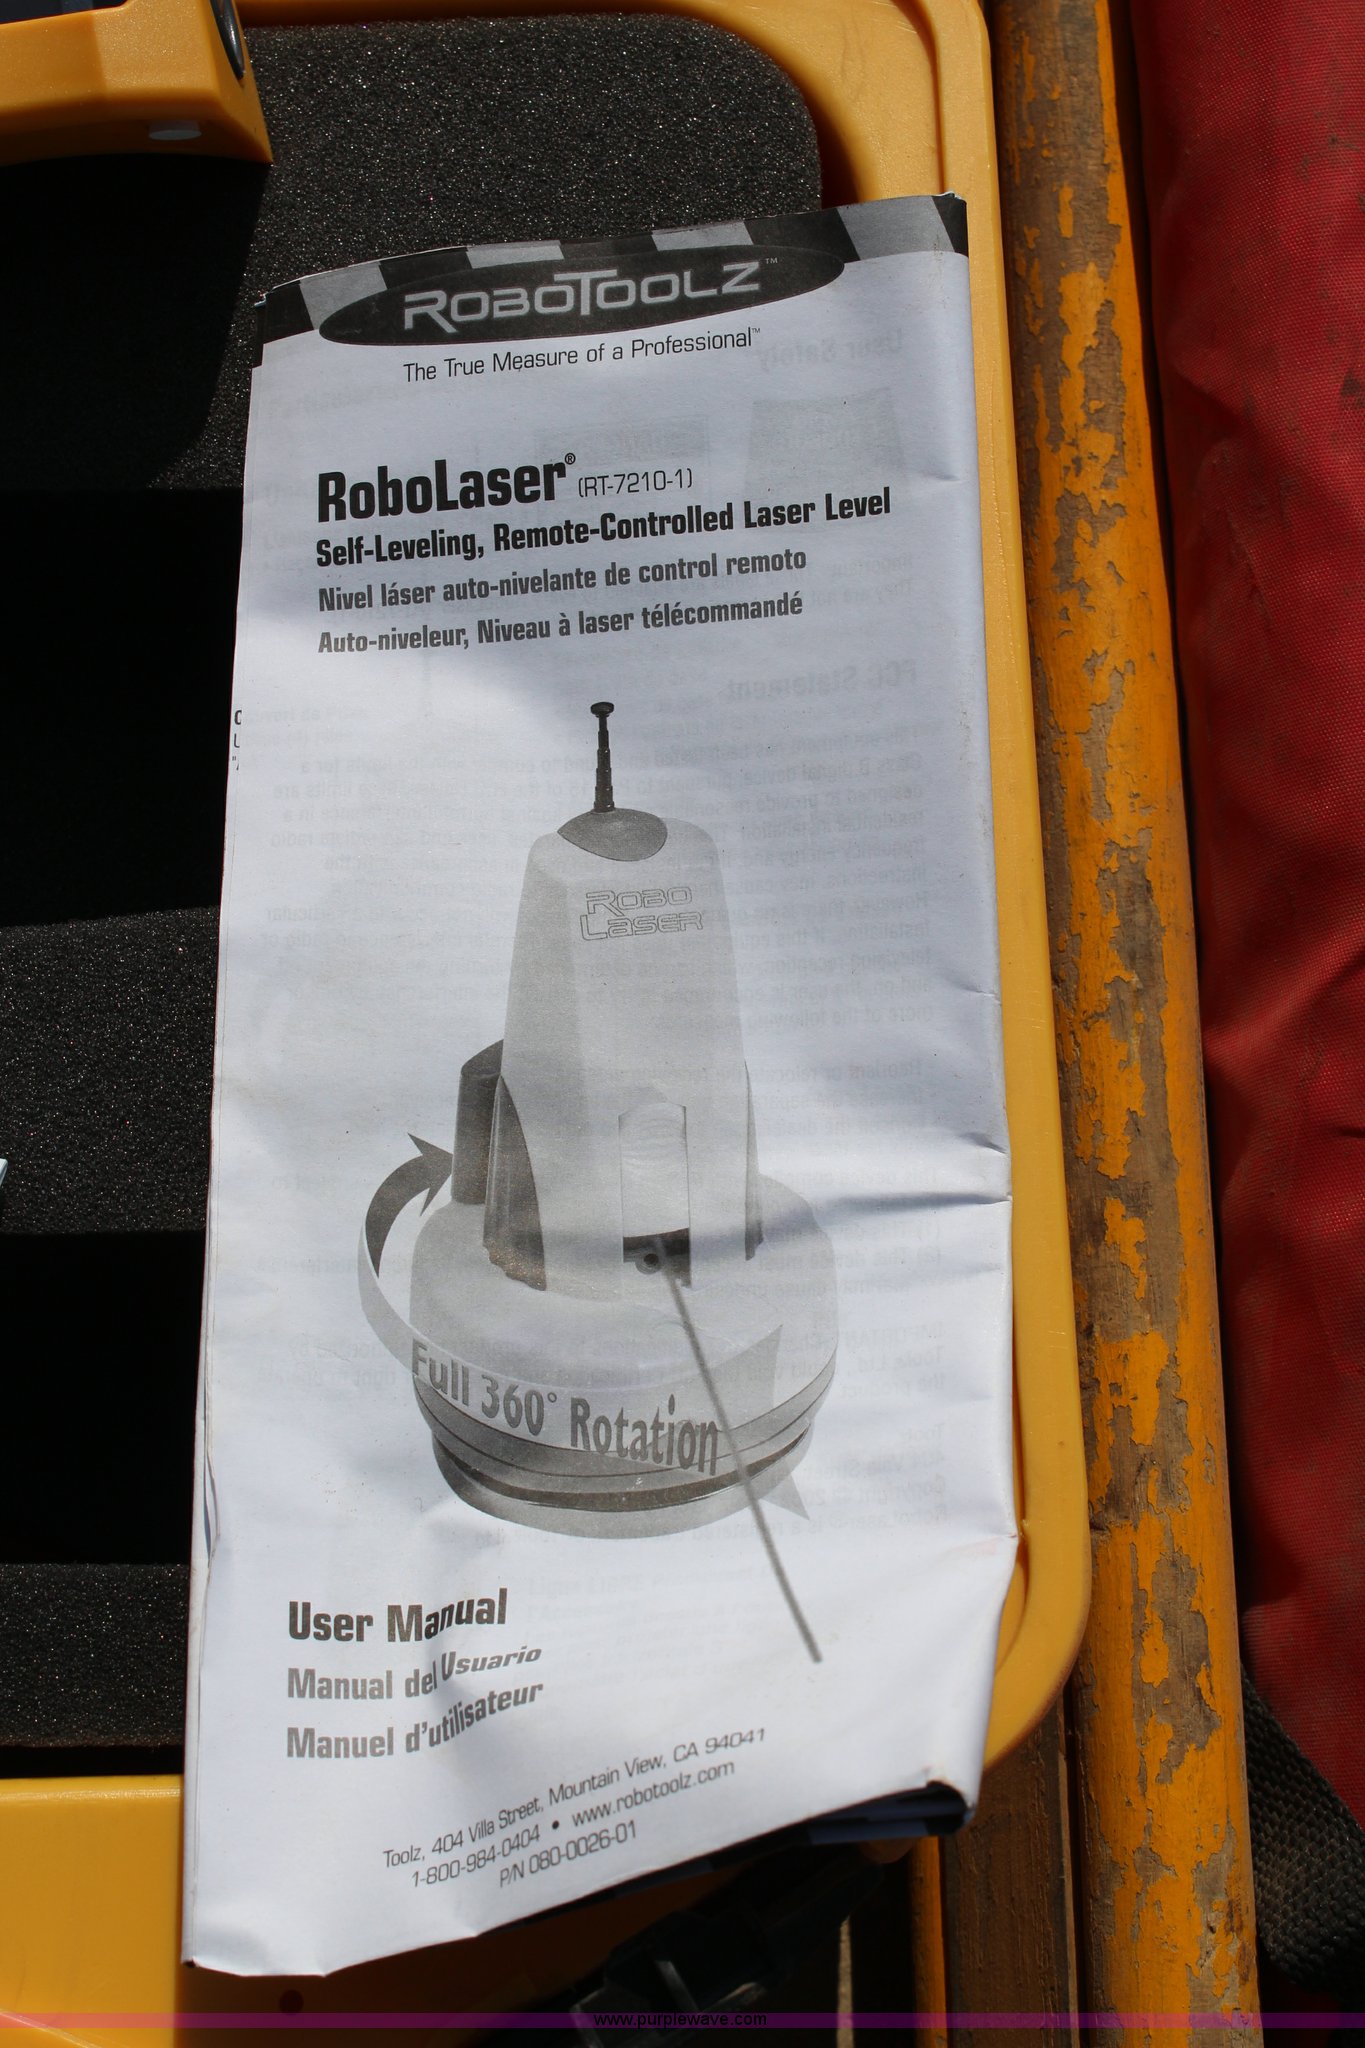 ROBOTOOLZ™
The True Measure of a Professional™
RoboLaser® (RT-7210-1)
Self-Leveling, Remote-Controlled Laser Level
Nivel láser auto-nivelante de control remoto
Auto-niveleur, Niveau à laser télécommandé
ROBO
LASER
Full 360° Rotation
User Manual
Manual del Usuario
Manuel d'utilisateur
Toolz, 404 Villa Street, Mountain View, CA 94041
1-800-984-0404 • www.robotoolz.com
P/N 080-0026-01
www.purplewave.com